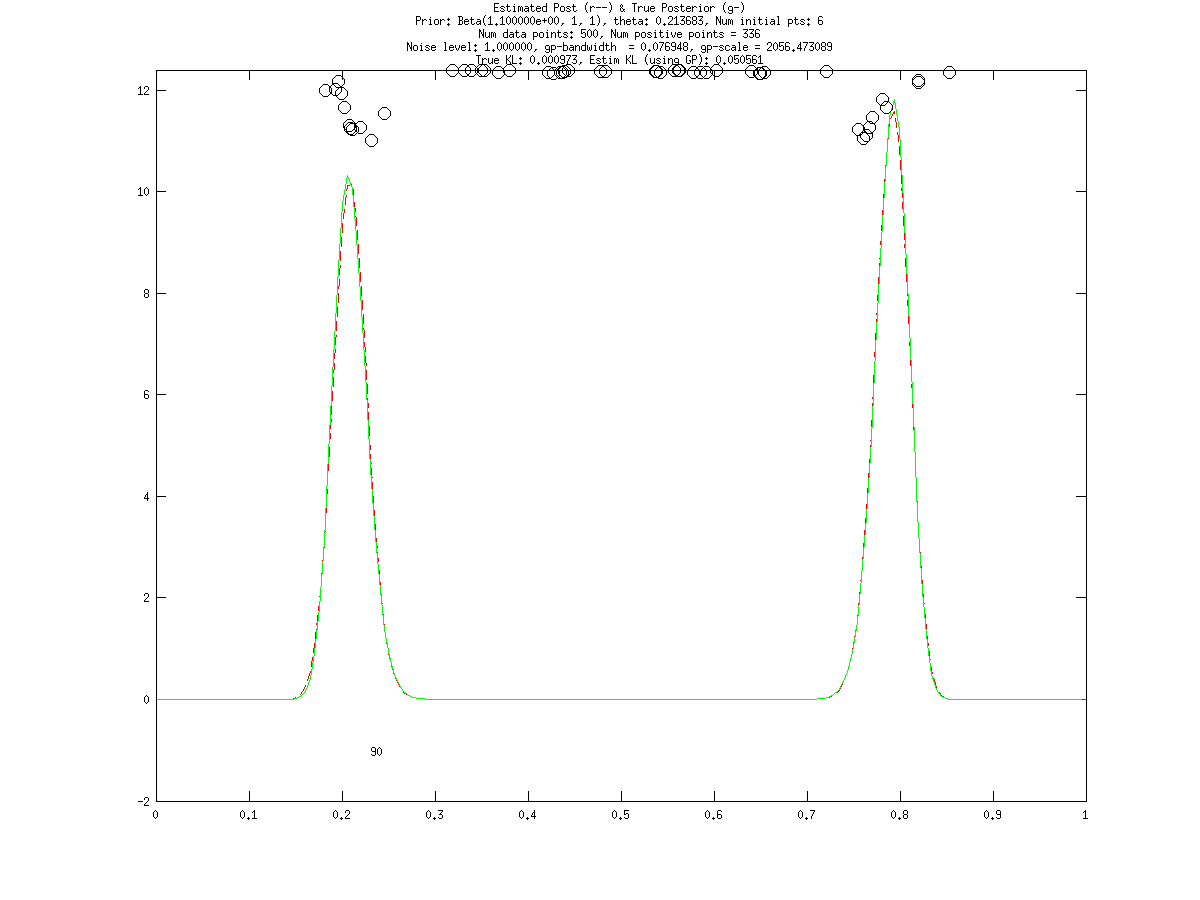 Estimated Post (r--) & True Posterior (g-)
Prior: Beta(1.100000e+00, 1, 1), theta: 0.213683, Num initial pts: 6
Num data points: 500, Num positive points = 336
Noise level: 1.000000, gp-bandwidth  = 0.076948, gp-scale = 2056.473089
True KL: 0.000973, Estim KL (using GP): 0.050561
12
10
8
6
4
2
0
90
-2
0 0.1 0.2 0.3 0.4 0.5 0.6 0.7 0.8 0.9 1